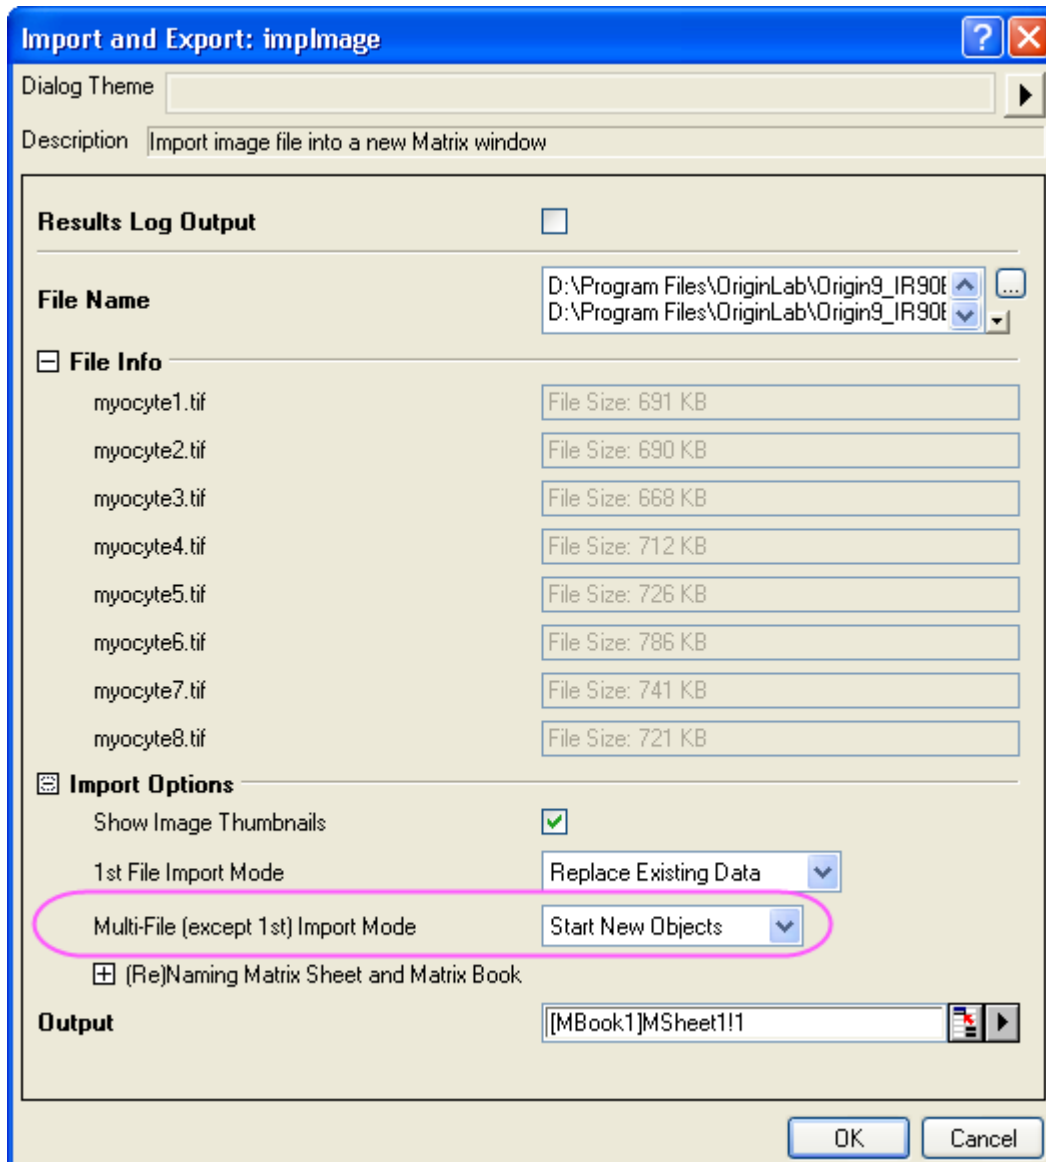 Import and Export: impImage
Dialog Theme
Description Import image file into a new Matrix window
Results Log Output
File Name
D:\Program Files\OriginLab\Origin9_IR90E
D:\Program Files\OriginLab\Origin9_IR90E
...
File Info
myocyte1.tif File Size: 691 KB
myocyte2.tif File Size: 690 KB
myocyte3.tif File Size: 668 KB
myocyte4.tif File Size: 712 KB
myocyte5.tif File Size: 726 KB
myocyte6.tif File Size: 786 KB
myocyte7.tif File Size: 741 KB
myocyte8.tif File Size: 721 KB
Import Options
Show Image Thumbnails
1st File Import Mode Replace Existing Data
Multi-File (except 1st) Import Mode Start New Objects
(Re)Naming Matrix Sheet and Matrix Book
Output [MBook1]MSheet1!1
OK Cancel